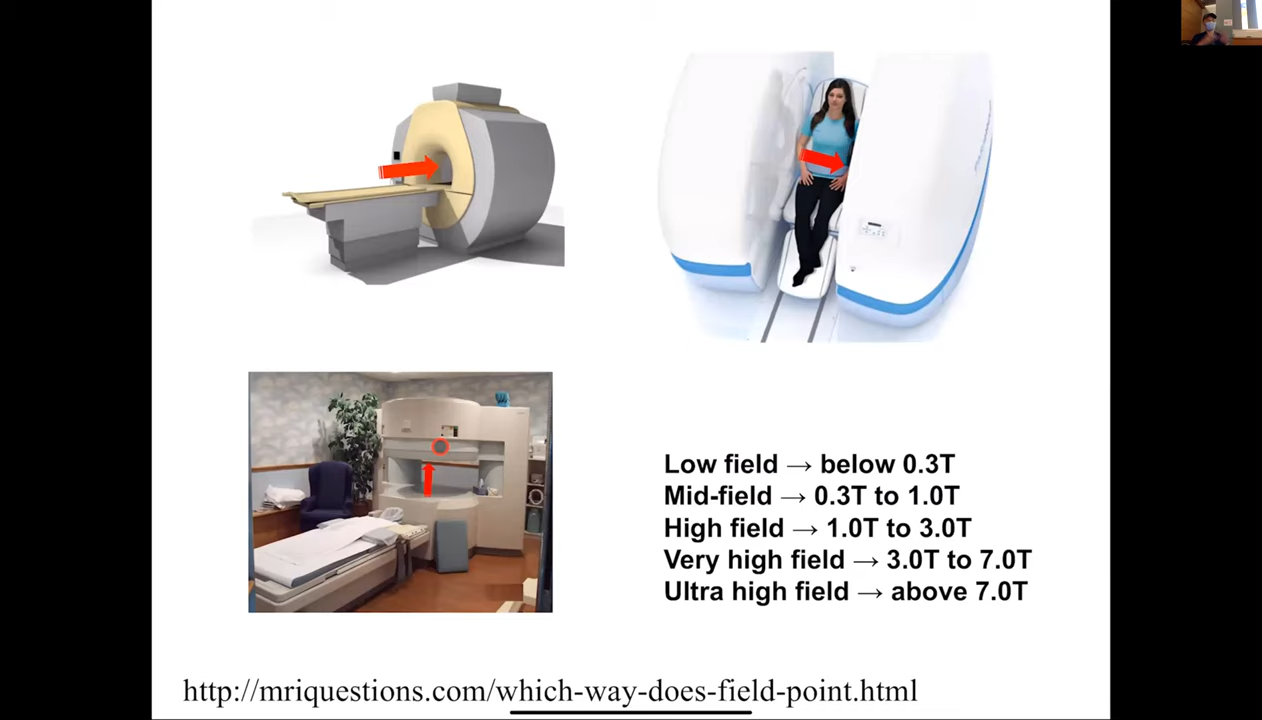 Low field → below 0.3T
Mid-field → 0.3T to 1.0T
High field → 1.0T to 3.0T
Very high field → 3.0T to 7.0T
Ultra high field → above 7.0T
http://mriquestions.com/which-way-does-field-point.html